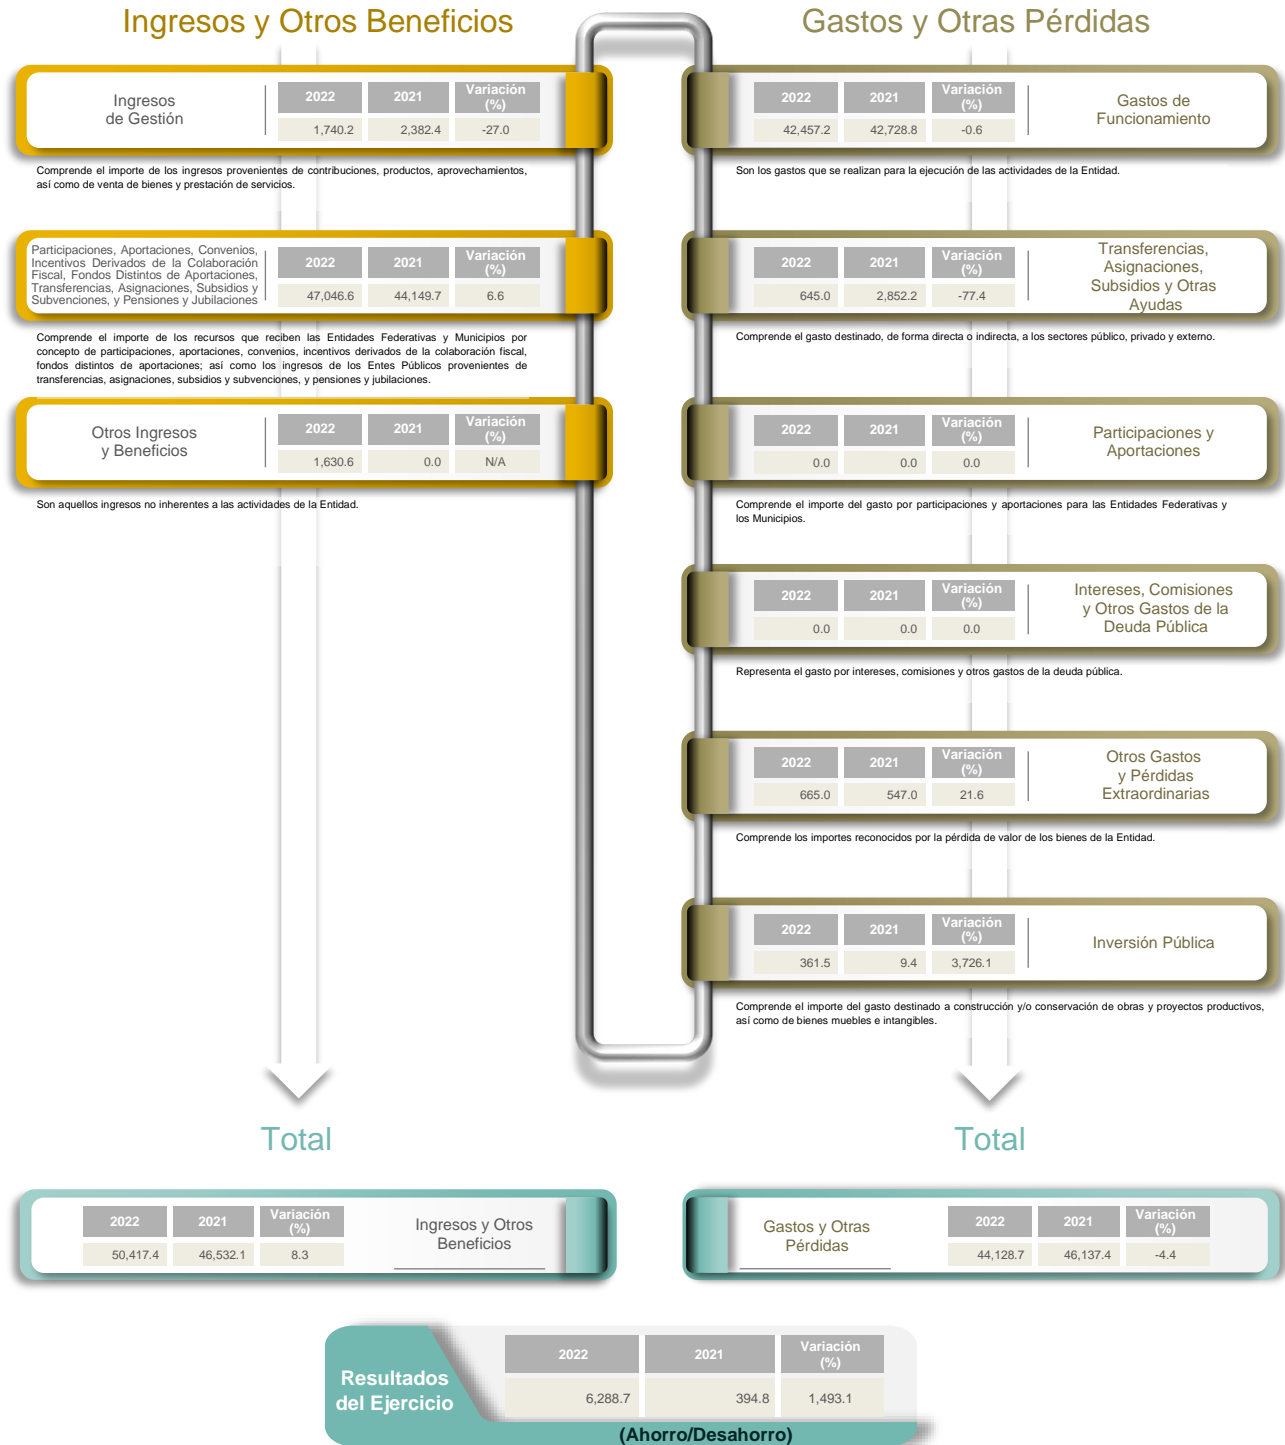 Ingresos y Otros Beneficios
Ingresos
de Gestión
2022 2021 Variación (%)
1,740.2 2,382.4 -27.0
Comprende el importe de los ingresos provenientes de contribuciones, productos, aprovechamientos,
así como de venta de bienes y prestación de servicios.
Participaciones, Aportaciones, Convenios,
Incentivos Derivados de la Colaboración
Fiscal, Fondos Distintos de Aportaciones,
Transferencias, Asignaciones, Subsidios y
Subvenciones, y Pensiones y Jubilaciones
2022 2021 Variación (%)
47,046.6 44,149.7 6.6
Comprende el importe de los recursos que reciben las Entidades Federativas y Municipios por
concepto de participaciones, aportaciones, convenios, incentivos derivados de la colaboración fiscal,
fondos distintos de aportaciones; así como los ingresos de los Entes Públicos provenientes de
transferencias, asignaciones, subsidios y subvenciones, y pensiones y jubilaciones.
Otros Ingresos
y Beneficios
2022 2021 Variación (%)
1,630.6 0.0 N/A
Son aquellos ingresos no inherentes a las actividades de la Entidad.
Gastos y Otras Pérdidas
2022 2021 Variación (%)
42,457.2 42,728.8 -0.6
Gastos de
Funcionamiento
Son los gastos que se realizan para la ejecución de las actividades de la Entidad.
2022 2021 Variación (%)
645.0 2,852.2 -77.4
Transferencias,
Asignaciones,
Subsidios y Otras
Ayudas
Comprende el gasto destinado, de forma directa o indirecta, a los sectores público, privado y externo.
2022 2021 Variación (%)
0.0 0.0 0.0
Participaciones y
Aportaciones
Comprende el importe del gasto por participaciones y aportaciones para las Entidades Federativas y
los Municipios.
2022 2021 Variación (%)
0.0 0.0 0.0
Intereses, Comisiones
y Otros Gastos de la
Deuda Pública
Representa el gasto por intereses, comisiones y otros gastos de la deuda pública.
2022 2021 Variación (%)
665.0 547.0 21.6
Otros Gastos
y Pérdidas
Extraordinarias
Comprende los importes reconocidos por la pérdida de valor de los bienes de la Entidad.
2022 2021 Variación (%)
361.5 9.4 3,726.1
Inversión Pública
Comprende el importe del gasto destinado a construcción y/o conservación de obras y proyectos productivos,
así como de bienes muebles e intangibles.
Total
2022 2021 Variación (%)
50,417.4 46,532.1 8.3
Ingresos y Otros
Beneficios
Total
Gastos y Otras
Pérdidas
2022 2021 Variación (%)
44,128.7 46,137.4 -4.4
Resultados
del Ejercicio
2022 2021 Variación (%)
6,288.7 394.8 1,493.1
(Ahorro/Desahorro)